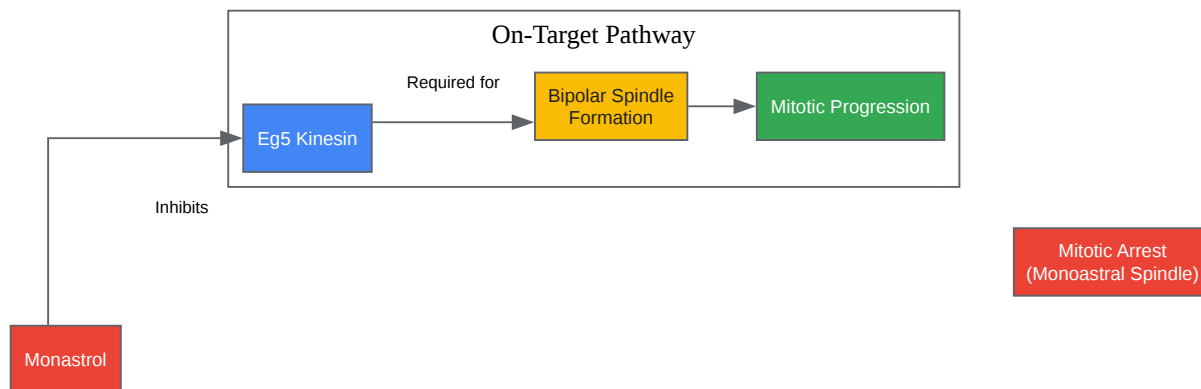 On-Target Pathway
Required for
Bipolar Spindle
Formation
Mitotic Progression
Eg5 Kinesin
Inhibits
Mitotic Arrest
(Monoastral Spindle)
Monastrol